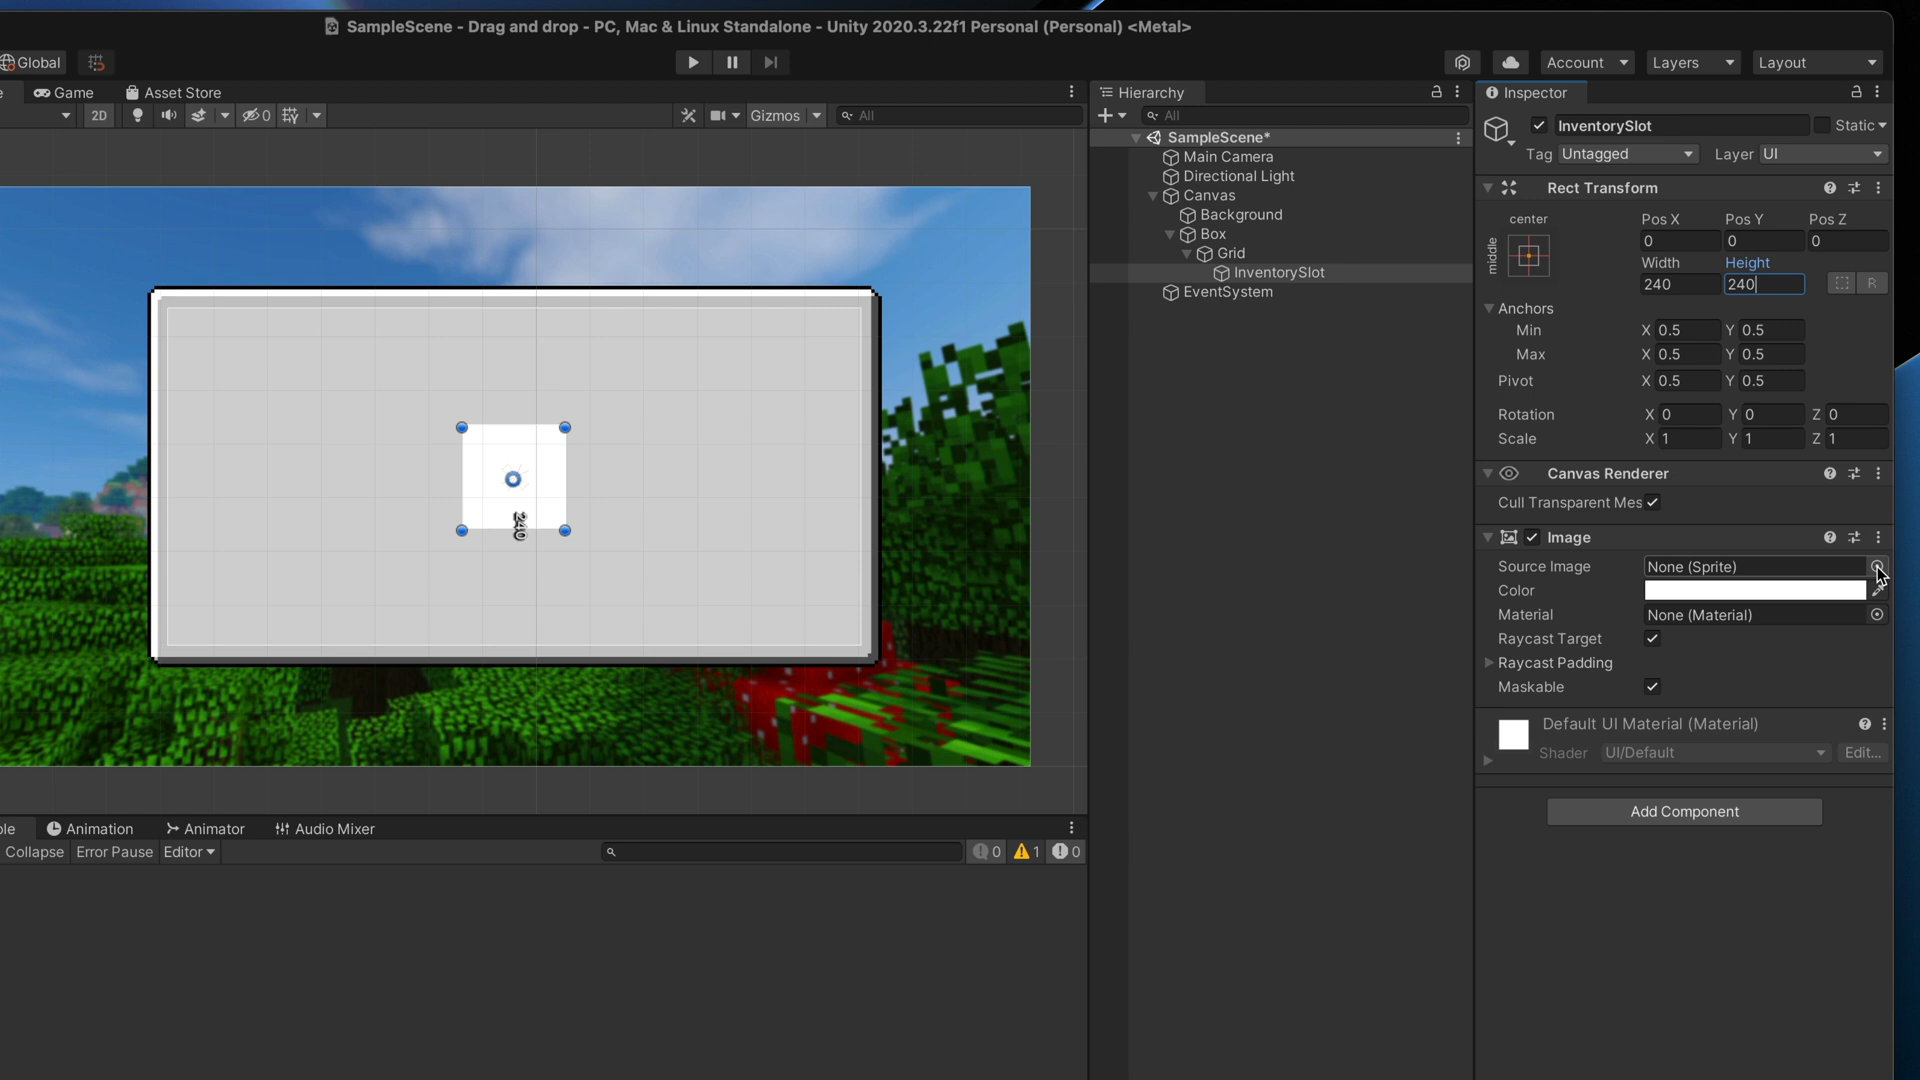 SampleScene - Drag and drop - PC, Mac & Linux Standalone - Unity 2020.3.22f1 Personal (Personal) <Metal>
Global
Account
Layers
Layout
Game
Asset Store
2D
0
Gizmos
All
Hierarchy
All
SampleScene*
Main Camera
Directional Light
Canvas
Background
Box
Grid
InventorySlot
EventSystem
Inspector
InventorySlot
Static
Tag Untagged
Layer UI
Rect Transform
center
middle
Pos X Pos Y Pos Z
0 0 0
Width Height
240 240
R
Anchors
Min X 0.5 Y 0.5
Max X 0.5 Y 0.5
Pivot X 0.5 Y 0.5
Rotation X 0 Y 0 Z 0
Scale X 1 Y 1 Z 1
Canvas Renderer
Cull Transparent Mes
Image
Source Image None (Sprite)
Color
Material None (Material)
Raycast Target
Raycast Padding
Maskable
Default UI Material (Material)
Shader UI/Default Edit...
Add Component
240
Animation
Animator
Audio Mixer
Collapse
Error Pause
Editor
0
1
0